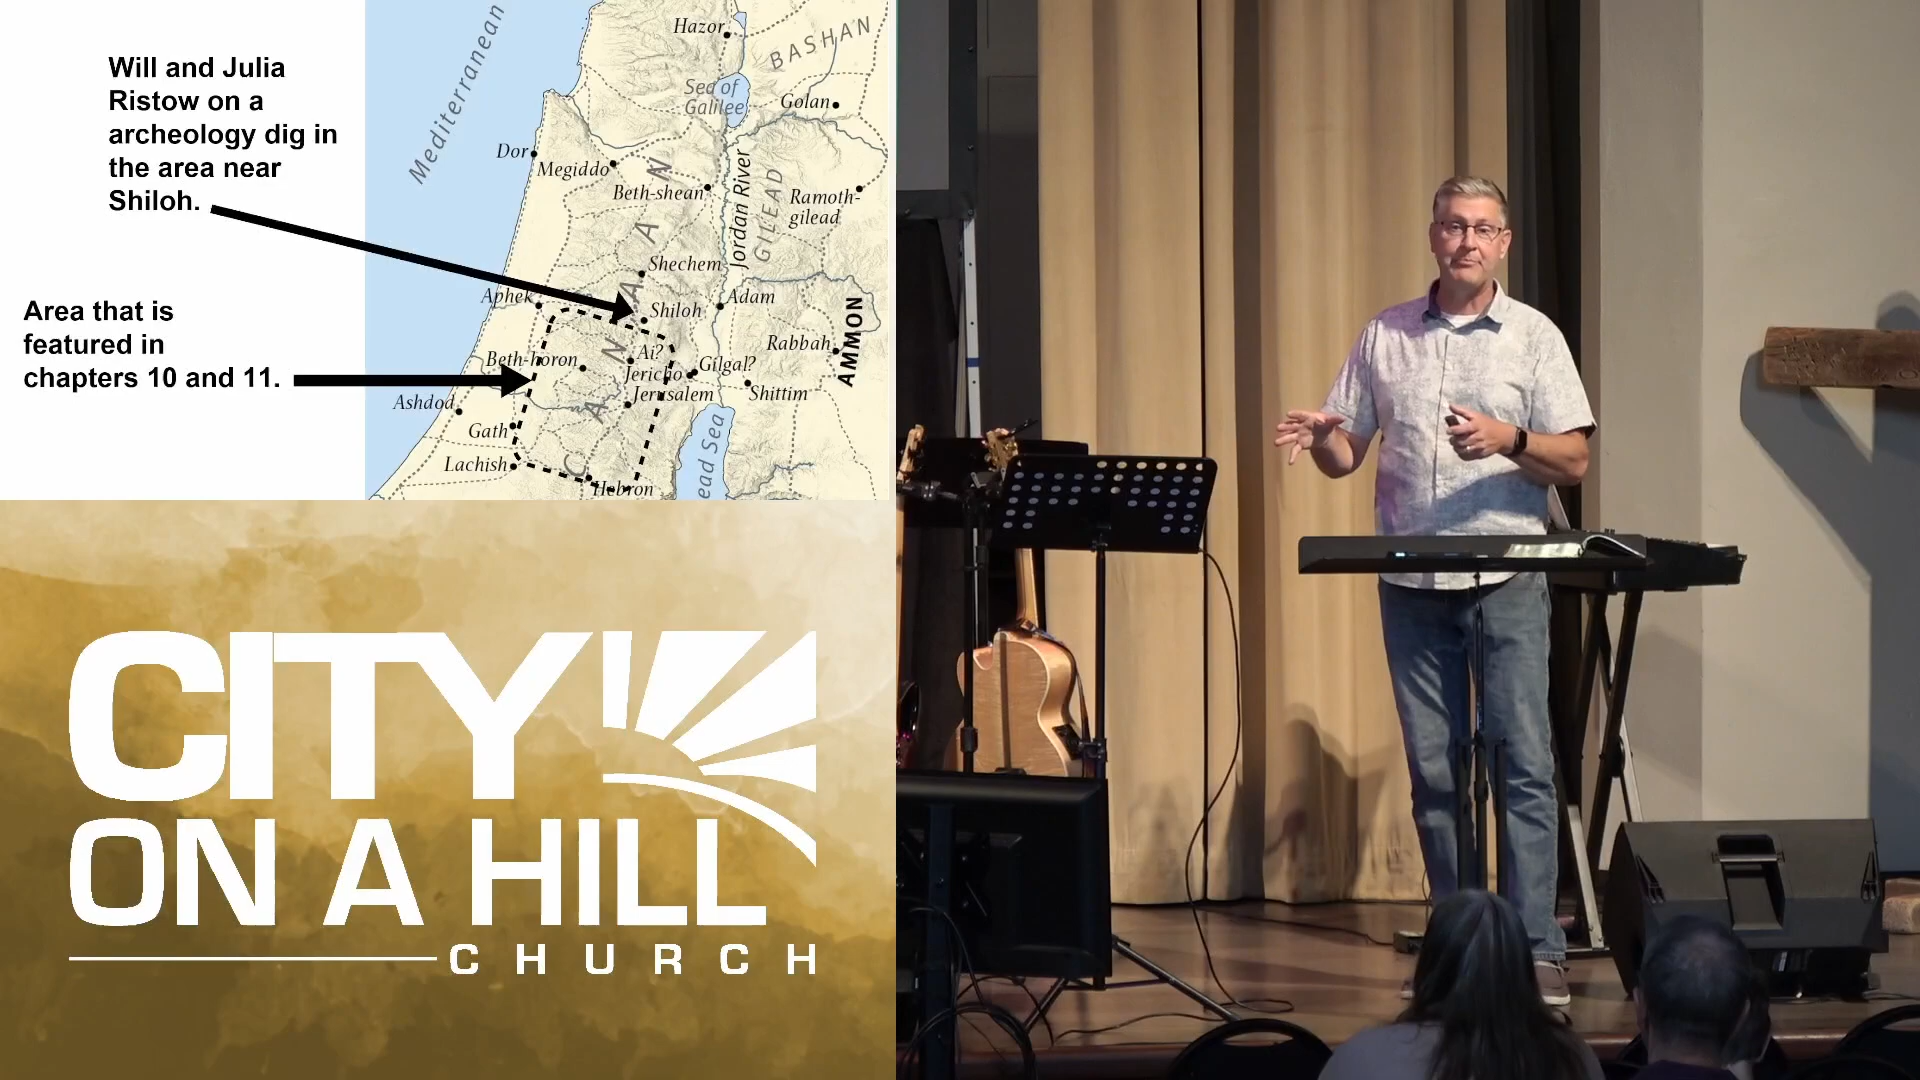 Will and Julia
Ristow on a
archeology dig in
the area near
Shiloh.
Area that is
featured in
chapters 10 and 11.
Mediterranean
Hazor
BASHAN
Sea of
Galilee
Golan
Dor
Megiddo
Beth-shean
Jordan River
GILEAD
Ramoth-
gilead
CANAAN
Shechem
Aphek
Adam
Shiloh
AMMON
Rabbah
Beth-horon
Ai?
Gilgal?
Jericho
Shittim
Jerusalem
Ashdod
Gath
Lachish
Hebron
ead Sea
CITY
ON A HILL
CHURCH